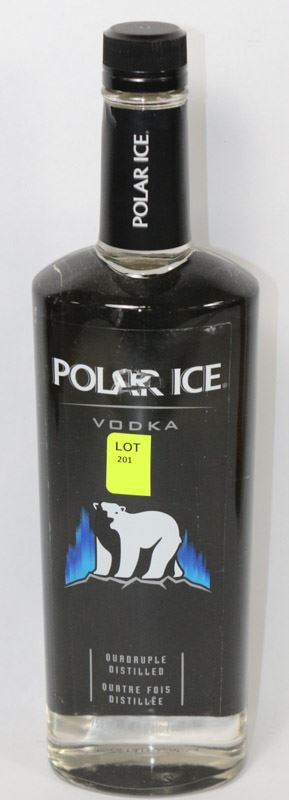 POLAR ICE®
POLAR ICE®
VODKA
LOT
201
QUADRUPLE
DISTILLED
QUATRE FOIS
DISTILLÉE